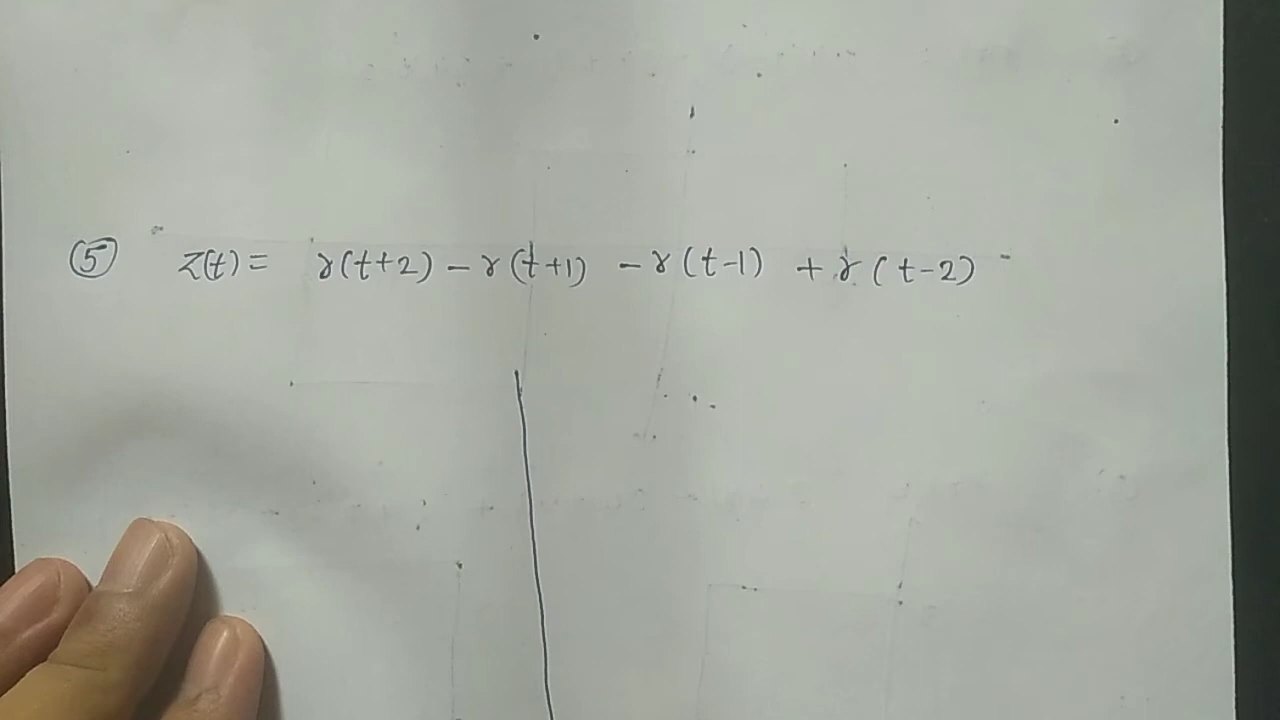 ⑤ z(t) = r(t+2) - r(t+1) - r(t-1) + r(t-2)